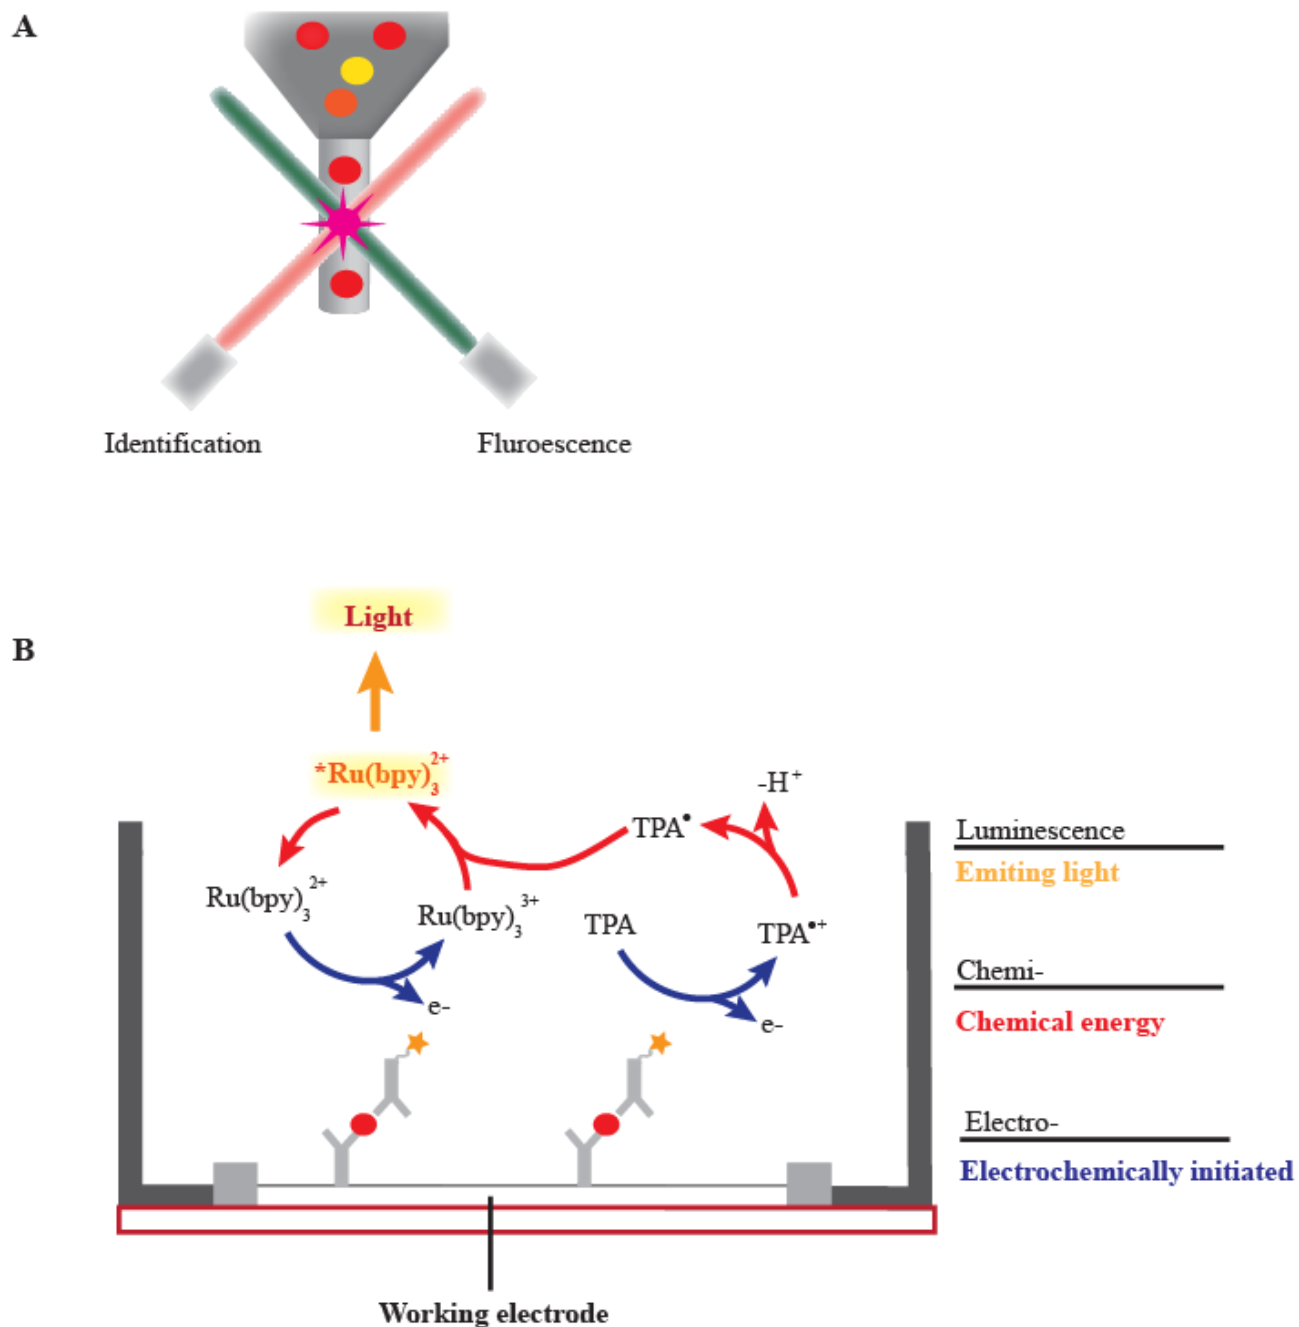 A
Identification
Fluroescence
B
Light
*Ru(bpy)₃²⁺
-H⁺
TPA•
Luminescence
Emiting light
Ru(bpy)₃²⁺
Ru(bpy)₃³⁺
TPA
TPA•⁺
Chemi-
Chemical energy
e-
e-
Electro-
Electrochemically initiated
Working electrode